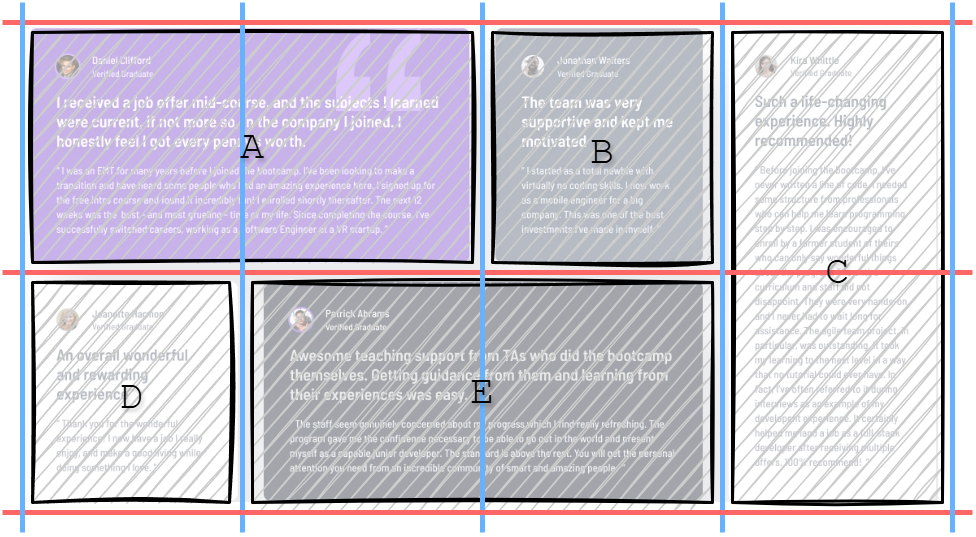 Daniel Clifford
Verified Graduate
I received a job offer mid-course, and the subjects I learned
were current, if not more so, in the company I joined. I
honestly feel I got every penny's worth.
A
" I was an EMT for many years before I joined the bootcamp. I've been looking to make a
transition and have heard some people who had an amazing experience here. I signed up for
the free intro course and found it incredibly fun! I enrolled shortly thereafter. The next 12
weeks was the best - and most grueling - time of my life. Since completing the course, I've
successfully switched careers, working as a Software Engineer at a VR startup. "
Jonathan Walters
Verified Graduate
The team was very
supportive and kept me
motivated
B
" I started as a total newbie with
virtually no coding skills. I now work
as a mobile engineer for a big
company. This was one of the best
investments I've made in myself. "
Kira Whittle
Verified Graduate
Such a life-changing
experience. Highly
recommended!
" Before joining the bootcamp, I've
never written a line of code. I needed
some structure from professionals
who can help me learn programming
step by step. I was encouraged to
enroll by a former student of theirs
who can only say wonderful things
C
curriculum and staff did not
disappoint. They were very hands-on
and I never had to wait long for
assistance. The agile team project, in
particular, was outstanding. It took
my learning to the next level in a way
that no tutorial could ever have. In
fact, I've often referred to it during
interviews as an example of my
development experience. It certainly
helped me land a job as a full-stack
developer after receiving multiple
offers. 100% recommend! "
Jeanette Harmon
Verified Graduate
An overall wonderful
and rewarding
experience
D
" Thank you for the wonderful
experience! I now have a job I really
enjoy, and make a good living while
doing something I love. "
Patrick Abrams
Verified Graduate
Awesome teaching support from TAs who did the bootcamp
themselves. Getting guidance from them and learning from
their experiences was easy.
E
" The staff seem genuinely concerned about my progress which I find really refreshing. The
program gave me the confidence necessary to be able to go out in the world and present
myself as a capable junior developer. The standard is above the rest. You will get the personal
attention you need from an incredible community of smart and amazing people. "